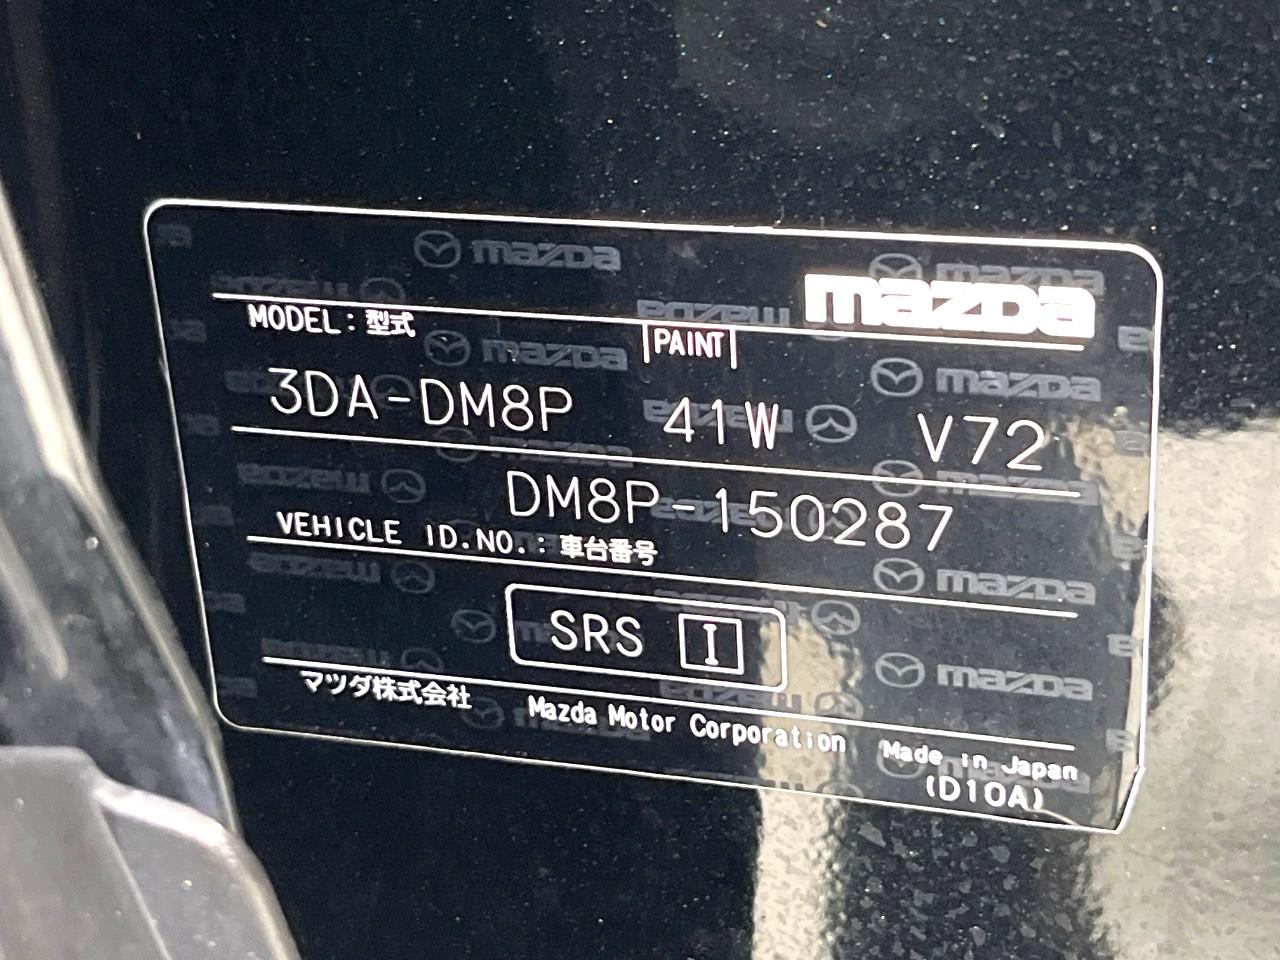 mazda
MODEL：型式
PAINT
3DA-DM8P 41W V72
DM8P-150287
VEHICLE ID.NO.：車台番号
SRS I
マツダ株式会社 Mazda Motor Corporation Made in Japan
(D10A)